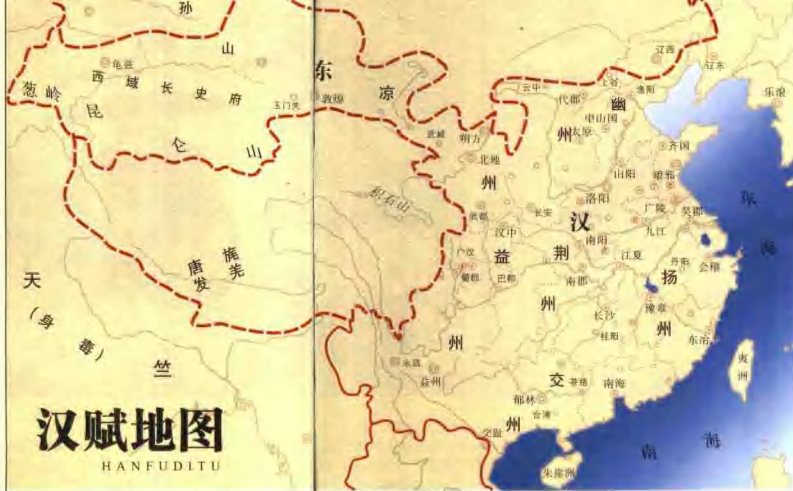 孙
山
龟兹
西域长史府
葱岭
昆仑山
玉门关
敦煌
东
凉
武威
朔方
北地
州
武都
云中
代郡
上谷
渔阳
幽
州
太原
中山国
辽西
辽东
乐浪
齐国
琅邪
山阳
洛阳
长安
汉
汉中
广陵
吴郡
九江
东海
积石山
唐发
旄羌
广汉
蜀郡
巴郡
益
荆
南阳
江夏
南郡
扬
丹阳
会稽
天
(身毒)
竺
州
州
长沙
桂阳
豫章
州
东冶
夷洲
永昌
益州
交
苍梧
南海
郁林
合浦
州
交趾
朱崖洲
南海
汉赋地图
HANFUDITU